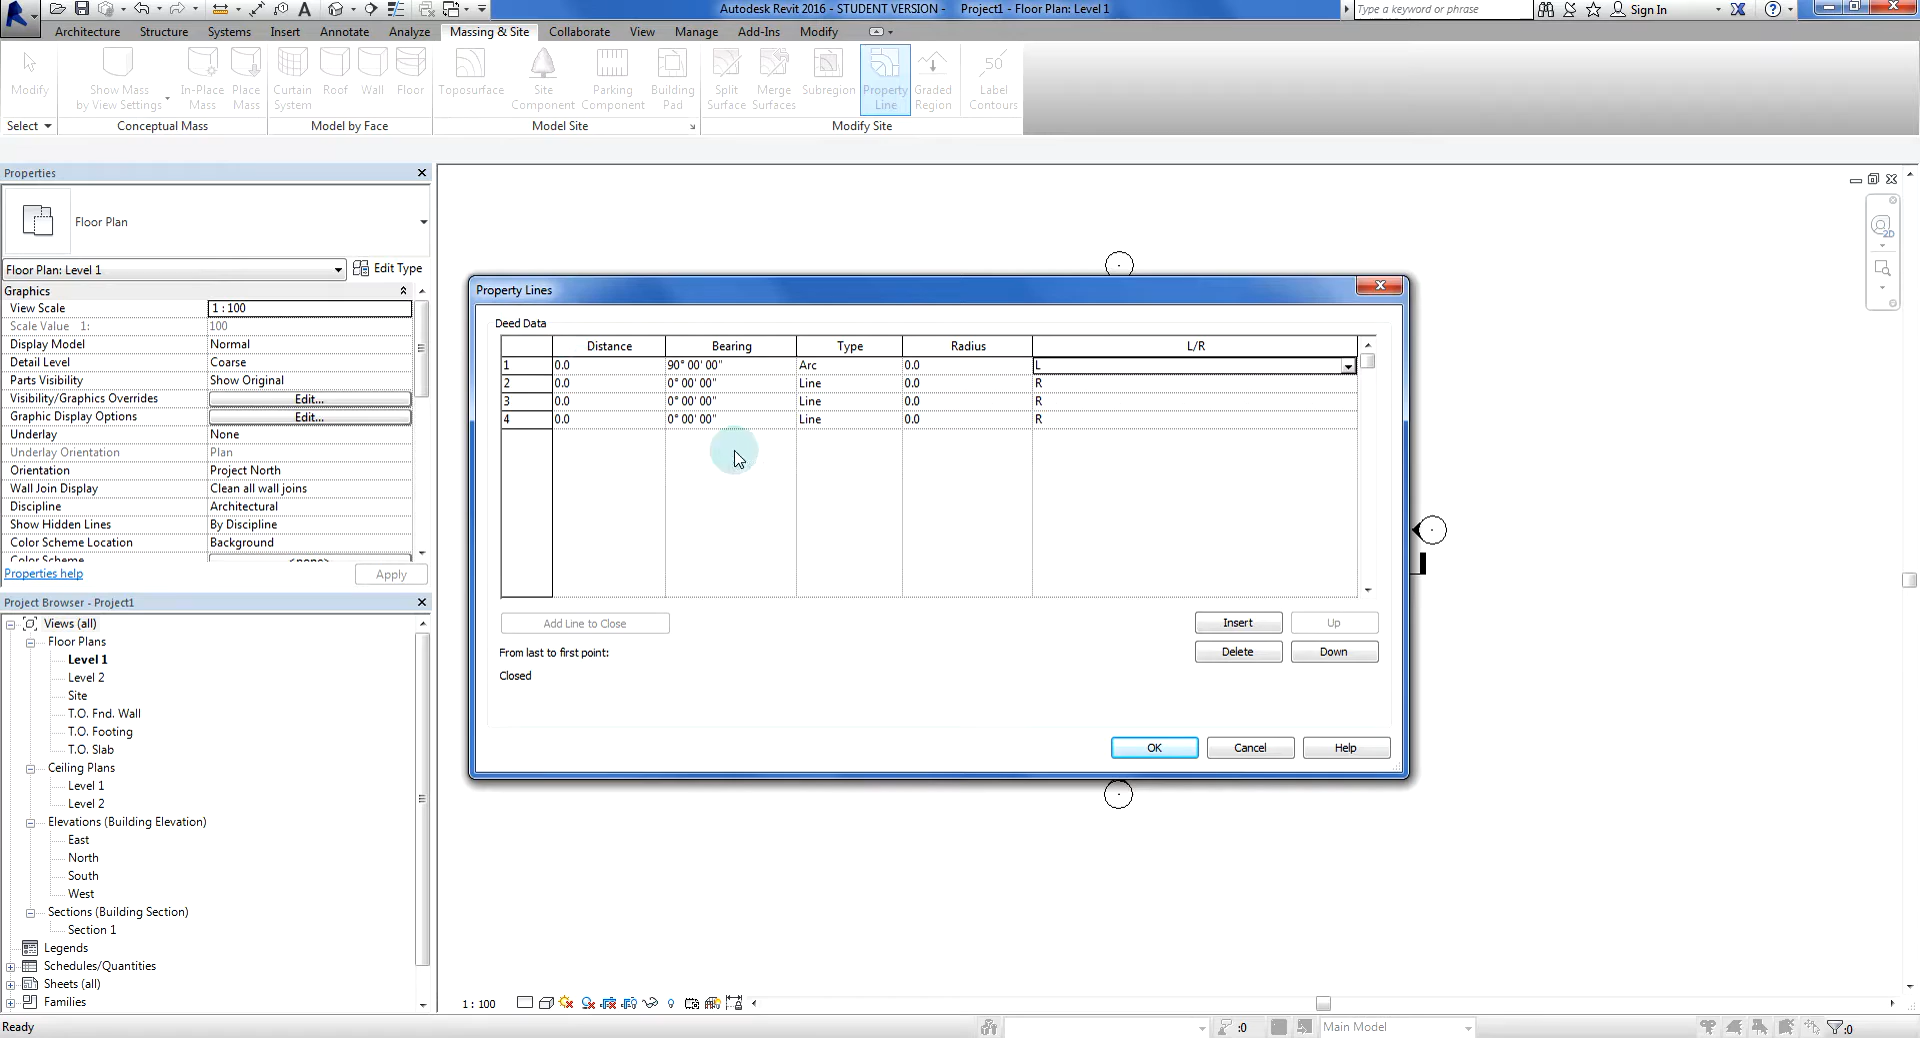 Autodesk Revit 2016 - STUDENT VERSION - Project1 - Floor Plan: Level 1
Type a keyword or phrase
Sign In
Architecture Structure Systems Insert Annotate Analyze Massing & Site Collaborate View Manage Add-Ins Modify
Modify
Show Mass
by View Settings
In-Place
Mass
Place
Mass
Curtain
System
Roof
Wall
Floor
Toposurface
Site
Component
Parking
Component
Building
Pad
Split
Surface
Merge
Surfaces
Subregion
Property
Line
Graded
Region
50
Label
Contours
Select
Conceptual Mass
Model by Face
Model Site
Modify Site
Properties
Floor Plan
Floor Plan: Level 1
Edit Type
Graphics
View Scale 1 : 100
Scale Value 1: 100
Display Model Normal
Detail Level Coarse
Parts Visibility Show Original
Visibility/Graphics Overrides Edit...
Graphic Display Options Edit...
Underlay None
Underlay Orientation Plan
Orientation Project North
Wall Join Display Clean all wall joins
Discipline Architectural
Show Hidden Lines By Discipline
Color Scheme Location Background
Color Scheme <none>
Properties help
Apply
Project Browser - Project1
Views (all)
Floor Plans
Level 1
Level 2
Site
T.O. Fnd. Wall
T.O. Footing
T.O. Slab
Ceiling Plans
Level 1
Level 2
Elevations (Building Elevation)
East
North
South
West
Sections (Building Section)
Section 1
Legends
Schedules/Quantities
Sheets (all)
Families
2D
Property Lines
Deed Data
Distance Bearing Type Radius L/R
1 0.0 90° 00' 00" Arc 0.0 L
2 0.0 0° 00' 00" Line 0.0 R
3 0.0 0° 00' 00" Line 0.0 R
4 0.0 0° 00' 00" Line 0.0 R
Add Line to Close
Insert
Up
From last to first point:
Delete
Down
Closed
OK
Cancel
Help
1 : 100
Ready
:0
Main Model
:0